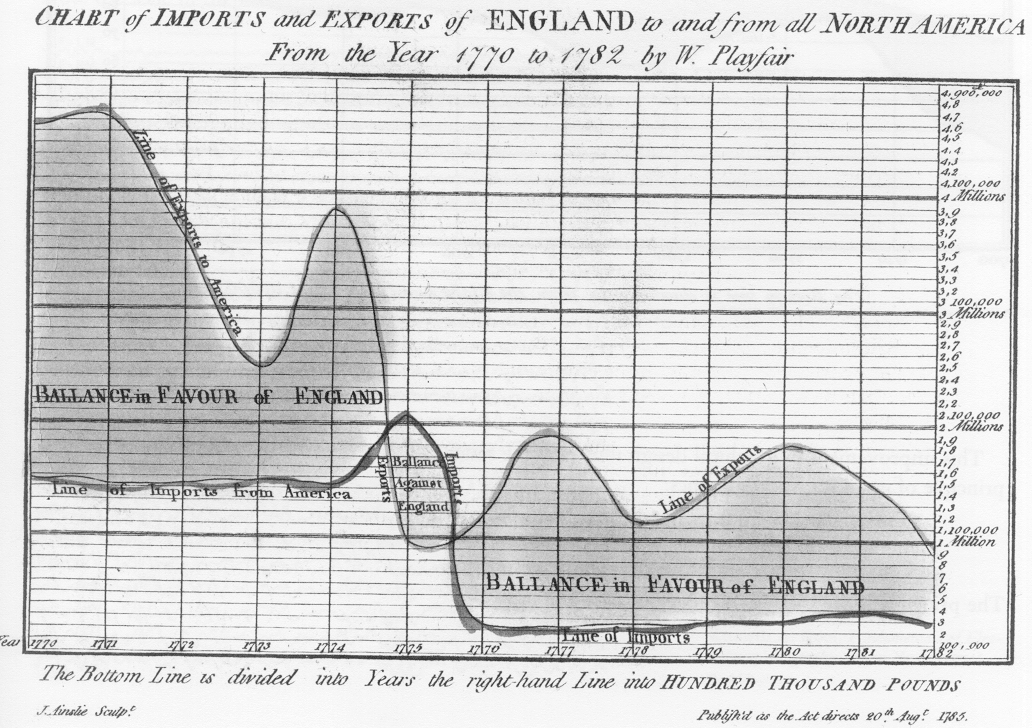 CHART of IMPORTS and EXPORTS of ENGLAND to and from all NORTH AMERICA
From the Year 1770 to 1782 by W. Playfair
4,900,000
4,8
4,7
4,6
4,5
4,4
4,3
4,2
4,100,000
4 Millions
3,9
3,8
3,7
3,6
3,5
3,4
3,3
3,2
3 100,000
3 Millions
2,9
2,8
2,7
2,6
2,5
2,4
2,3
2,2
2,100,000
2 Millions
1,9
1,8
1,7
1,6
1,5
1,4
1,3
1,2
1,100,000
1 Million
9
8
7
6
5
4
3
2
100,000
Line of Exports to America
BALLANCE in FAVOUR of ENGLAND
Line of Imports from America
Exports
Ballance
Against
England
Imports
Line of Exports
BALLANCE in FAVOUR of ENGLAND
Line of Imports
Year 1770 1771 1772 1773 1774 1775 1776 1777 1778 1779 1780 1781 1782
The Bottom Line is divided into Years the right-hand Line into HUNDRED THOUSAND POUNDS
J. Ainslie Sculpt.
Publish'd as the Act directs 20th Augt. 1785.